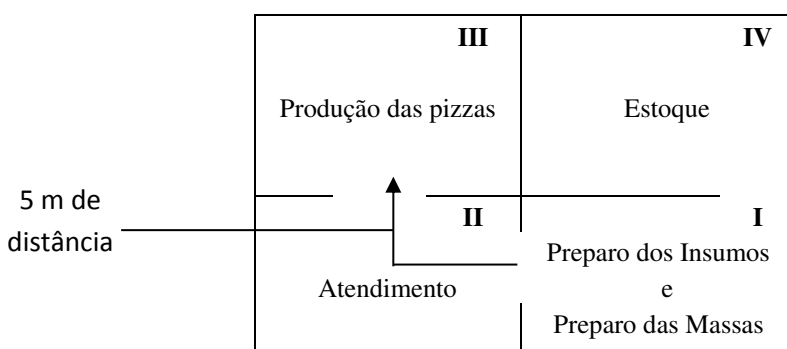 III
IV
Produção das pizzas
Estoque
5 m de
distância
II
I
Atendimento
Preparo dos Insumos
e
Preparo das Massas